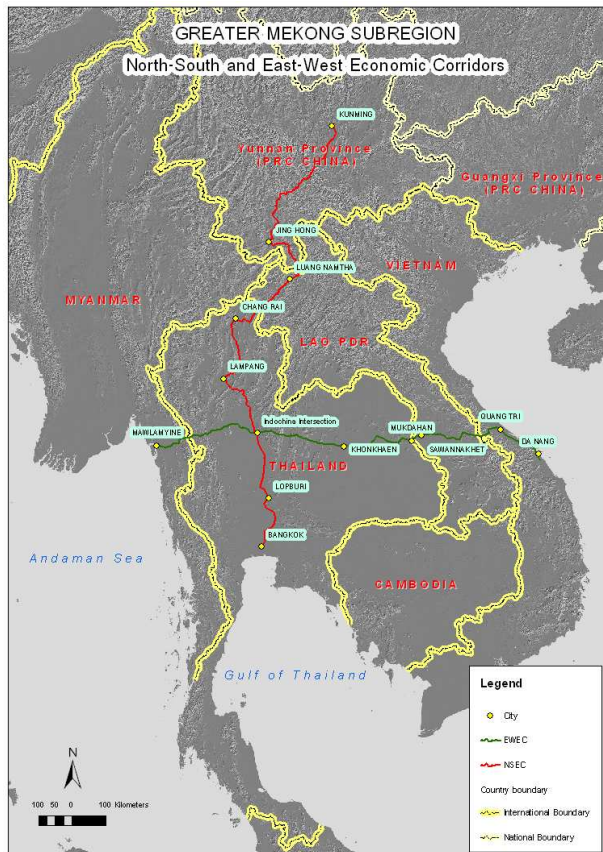 GREATER MEKONG SUBREGION
North-South and East-West Economic Corridors
KUNMING
Yunnan Province
(PRC CHINA)
Guangxi Province
(PRC CHINA)
JING HONG
LUANG NAMTHA
VIETNAM
MYANMAR
CHANG RAI
LAO PDR
LAMPANG
QUANG TRI
MAWLAMYINE
Indochina Intersection
MUKDAHAN
DA NANG
KHONKHAEN
SAWANNAKHET
THAILAND
LOPBURI
BANGKOK
Andaman Sea
CAMBODIA
Gulf of Thailand
Legend
City
EWEC
NSEC
Country boundary
International Boundary
National Boundary
N
100 50 0 100 Kilometers